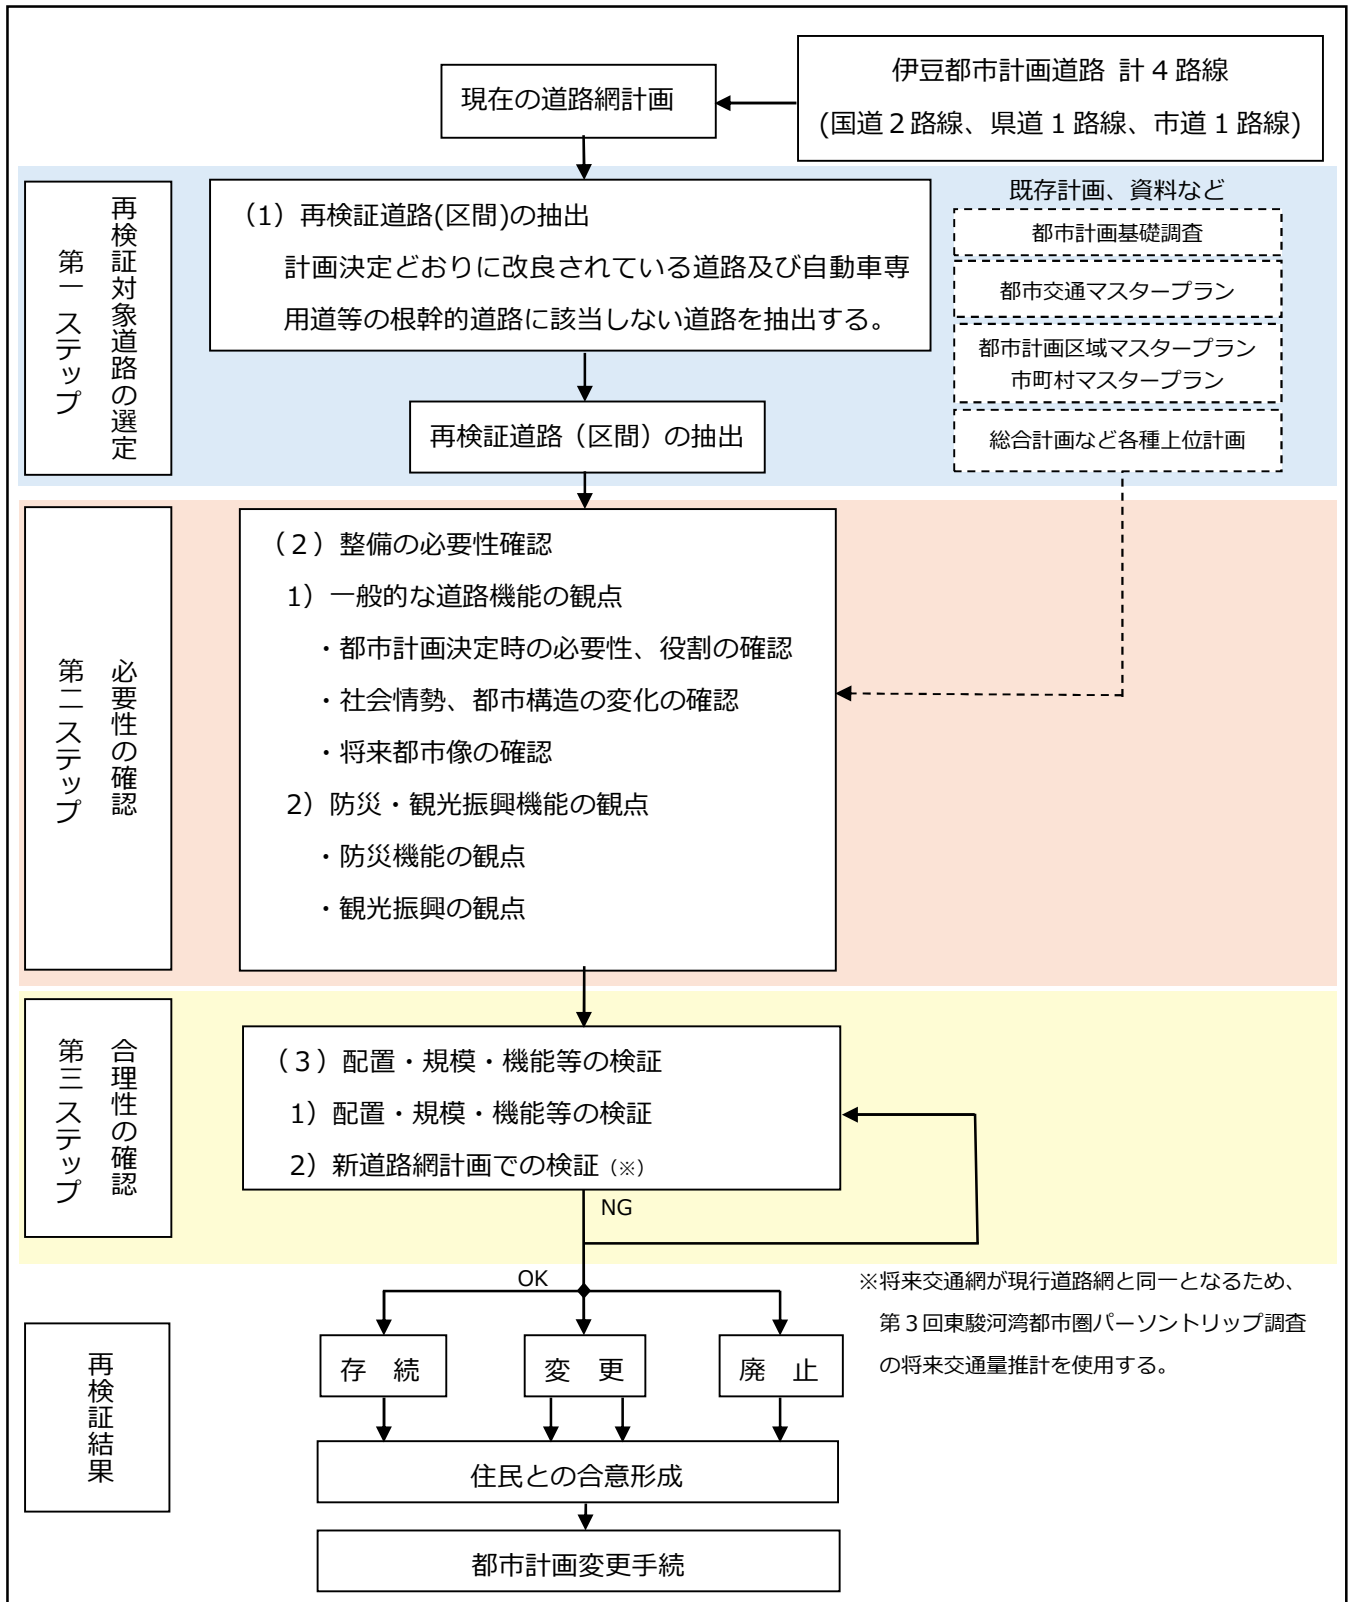 現在の道路網計画
伊豆都市計画道路 計４路線
(国道２路線、県道１路線、市道１路線)
再検証対象道路の選定
第一ステップ
（1）再検証道路(区間)の抽出
計画決定どおりに改良されている道路及び自動車専
用道等の根幹的道路に該当しない道路を抽出する。
再検証道路（区間）の抽出
既存計画、資料など
都市計画基礎調査
都市交通マスタープラン
都市計画区域マスタープラン
市町村マスタープラン
総合計画など各種上位計画
必要性の確認
第二ステップ
（２）整備の必要性確認
1）一般的な道路機能の観点
・都市計画決定時の必要性、役割の確認
・社会情勢、都市構造の変化の確認
・将来都市像の確認
2）防災・観光振興機能の観点
・防災機能の観点
・観光振興の観点
合理性の確認
第三ステップ
（３）配置・規模・機能等の検証
1）配置・規模・機能等の検証
2）新道路網計画での検証（※）
NG
OK
※将来交通網が現行道路網と同一となるため、
第３回東駿河湾都市圏パーソントリップ調査
の将来交通量推計を使用する。
再検証結果
存　続
変　更
廃　止
住民との合意形成
都市計画変更手続